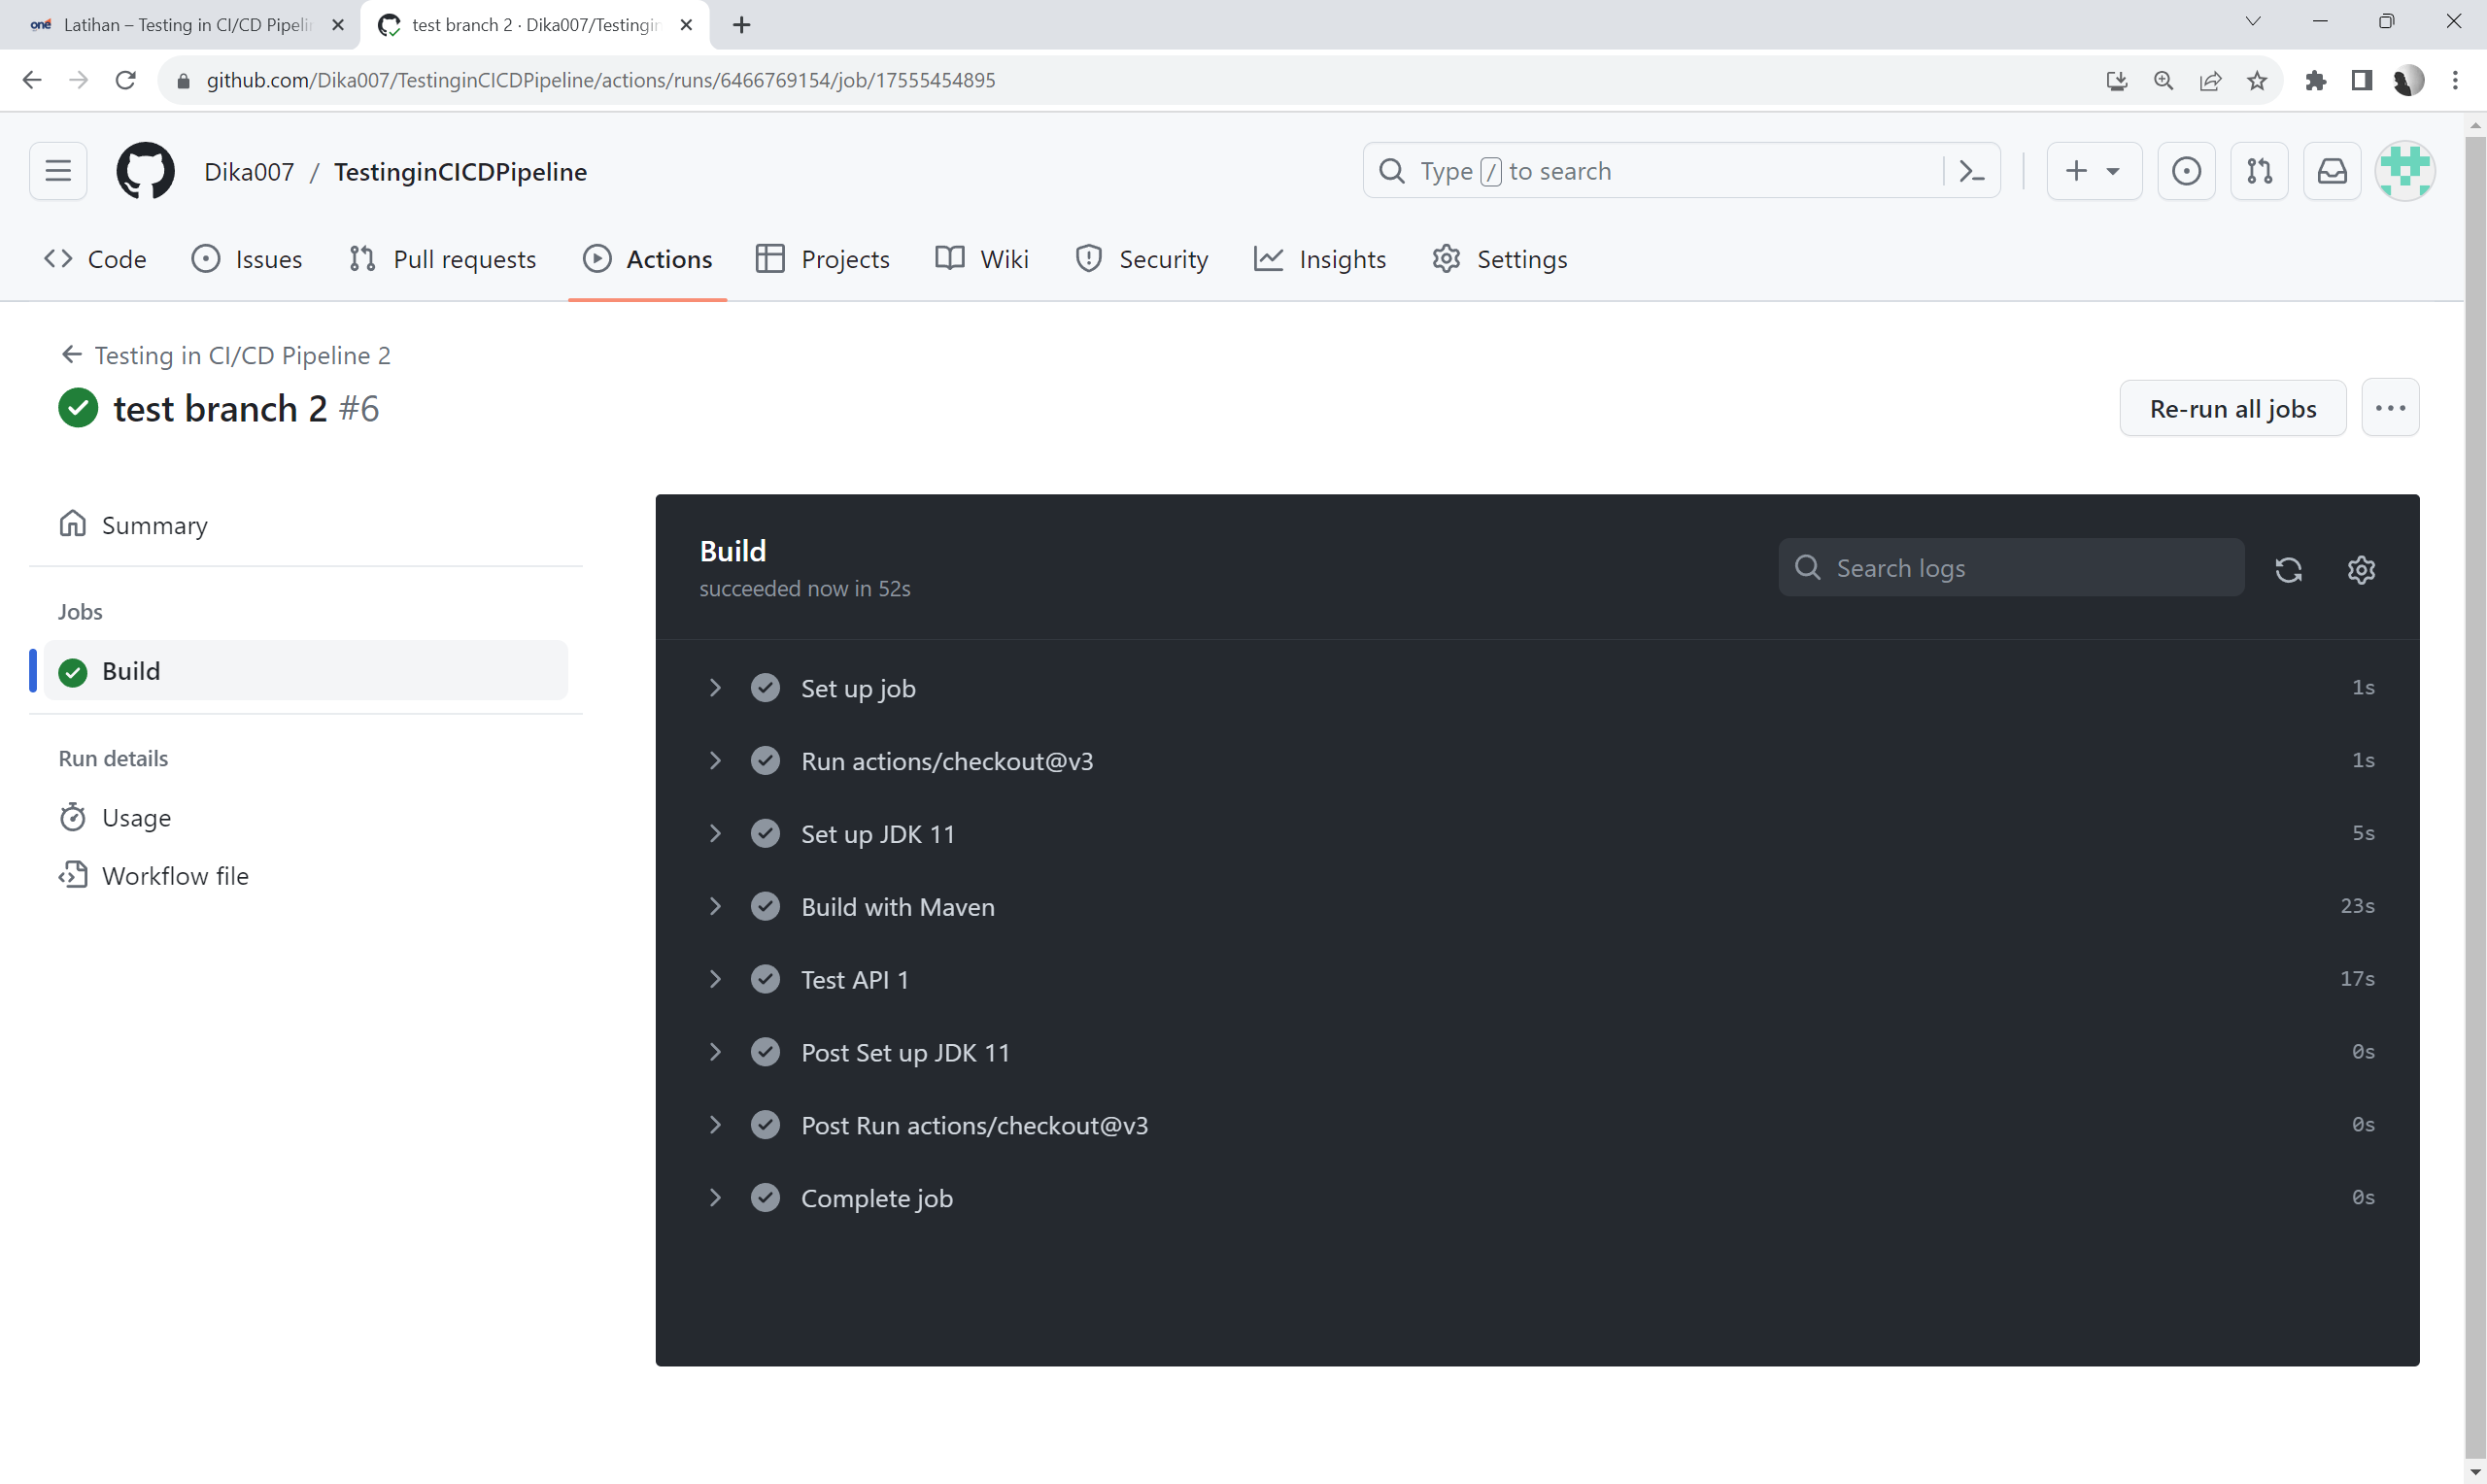 one Latihan – Testing in CI/CD Pipelin
test branch 2 · Dika007/Testingin
github.com/Dika007/TestinginCICDPipeline/actions/runs/6466769154/job/17555454895
Dika007 / TestinginCICDPipeline
Type / to search
Code Issues Pull requests Actions Projects Wiki Security Insights Settings
Testing in CI/CD Pipeline 2
test branch 2 #6
Re-run all jobs
Summary
Jobs
Build
Run details
Usage
Workflow file
Build
succeeded now in 52s
Search logs
Set up job 1s
Run actions/checkout@v3 1s
Set up JDK 11 5s
Build with Maven 23s
Test API 1 17s
Post Set up JDK 11 0s
Post Run actions/checkout@v3 0s
Complete job 0s